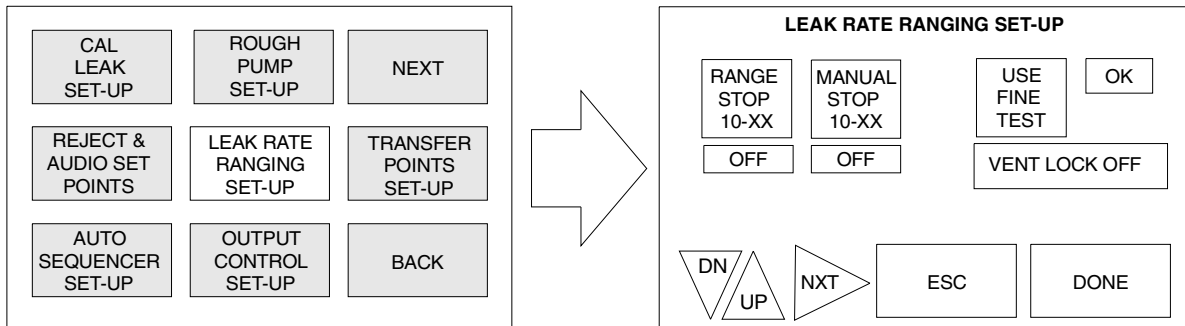 CAL
LEAK
SET-UP
ROUGH
PUMP
SET-UP
NEXT
REJECT &
AUDIO SET
POINTS
LEAK RATE
RANGING
SET-UP
TRANSFER
POINTS
SET-UP
AUTO
SEQUENCER
SET-UP
OUTPUT
CONTROL
SET-UP
BACK
LEAK RATE RANGING SET-UP
RANGE
STOP
10-XX
MANUAL
STOP
10-XX
USE
FINE
TEST
OK
OFF
OFF
VENT LOCK OFF
DN
UP
NXT
ESC
DONE